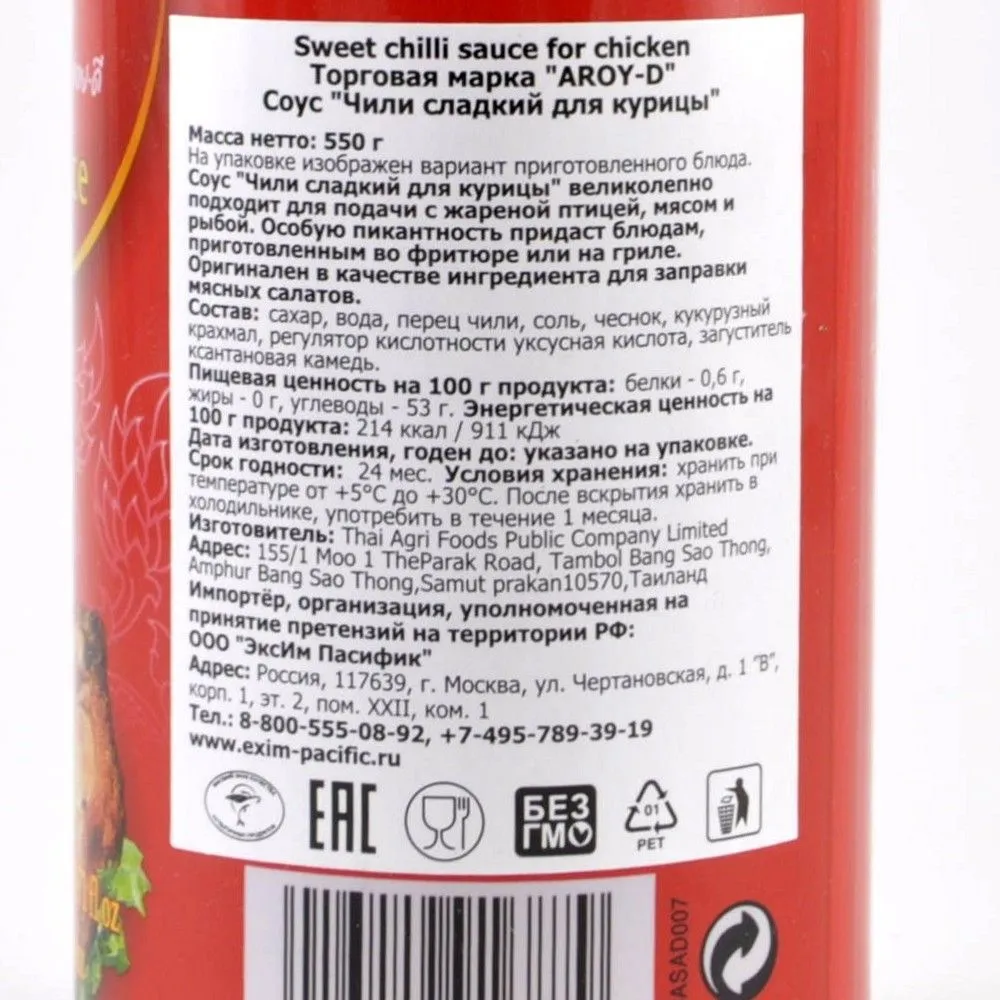 Sweet chilli sauce for chicken
Торговая марка "AROY-D"
Соус "Чили сладкий для курицы"
Масса нетто: 550 г
На упаковке изображен вариант приготовленного блюда.
Соус "Чили сладкий для курицы" великолепно
подходит для подачи с жареной птицей, мясом и
рыбой. Особую пикантность придаст блюдам,
приготовленным во фритюре или на гриле.
Оригинален в качестве ингредиента для заправки
мясных салатов.
Состав: сахар, вода, перец чили, соль, чеснок, кукурузный
крахмал, регулятор кислотности уксусная кислота, загуститель
ксантановая камедь.
Пищевая ценность на 100 г продукта: белки - 0,6 г,
жиры - 0 г, углеводы - 53 г. Энергетическая ценность на
100 г продукта: 214 ккал / 911 кДж
Дата изготовления, годен до: указано на упаковке.
Срок годности: 24 мес. Условия хранения: хранить при
температуре от +5°C до +30°C. После вскрытия хранить в
холодильнике, употребить в течение 1 месяца.
Изготовитель: Thai Agri Foods Public Company Limited
Адрес: 155/1 Moo 1 TheParak Road, Tambol Bang Sao Thong,
Amphur Bang Sao Thong,Samut prakan10570,Таиланд
Импортёр, организация, уполномоченная на
принятие претензий на территории РФ:
ООО "ЭксИм Пасифик"
Адрес: Россия, 117639, г. Москва, ул. Чертановская, д. 1 "В",
корп. 1, эт. 2, пом. XXII, ком. 1
Тел.: 8-800-555-08-92, +7-495-789-39-19
www.exim-pacific.ru
EAC
БЕЗ
ГМО
01
PET
ASAD007
fl.oz